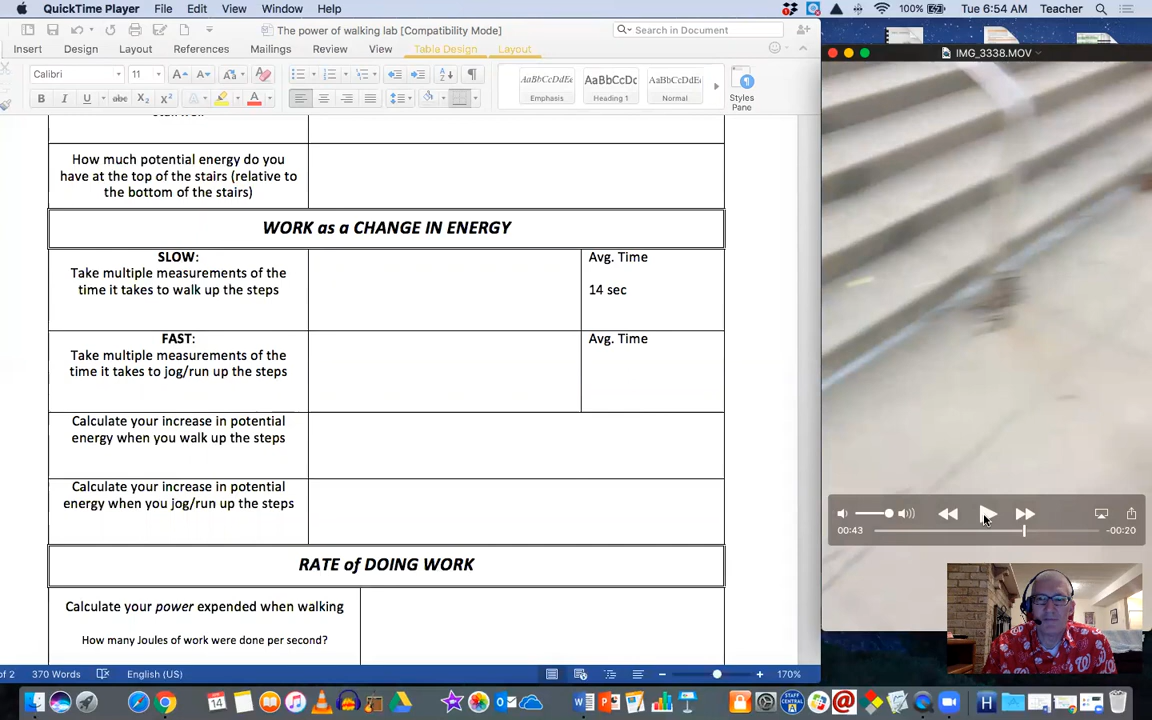 QuickTime Player File Edit View Window Help 100% Tue 6:54 AM Teacher
The power of walking lab [Compatibility Mode] Search in Document
Insert Design Layout References Mailings Review View Table Design Layout
Calibri 11
AaBbCcDdEe AaBbCcDc AaBbCcDdEe
Emphasis Heading 1 Normal Styles Pane
IMG_3338.MOV
How much potential energy do you
have at the top of the stairs (relative to
the bottom of the stairs)
WORK as a CHANGE IN ENERGY
SLOW:
Take multiple measurements of the
time it takes to walk up the steps
Avg. Time
14 sec
FAST:
Take multiple measurements of the
time it takes to jog/run up the steps
Avg. Time
Calculate your increase in potential
energy when you walk up the steps
Calculate your increase in potential
energy when you jog/run up the steps
RATE of DOING WORK
Calculate your power expended when walking
How many Joules of work were done per second?
00:43 -00:20
of 2 370 Words English (US) 170%